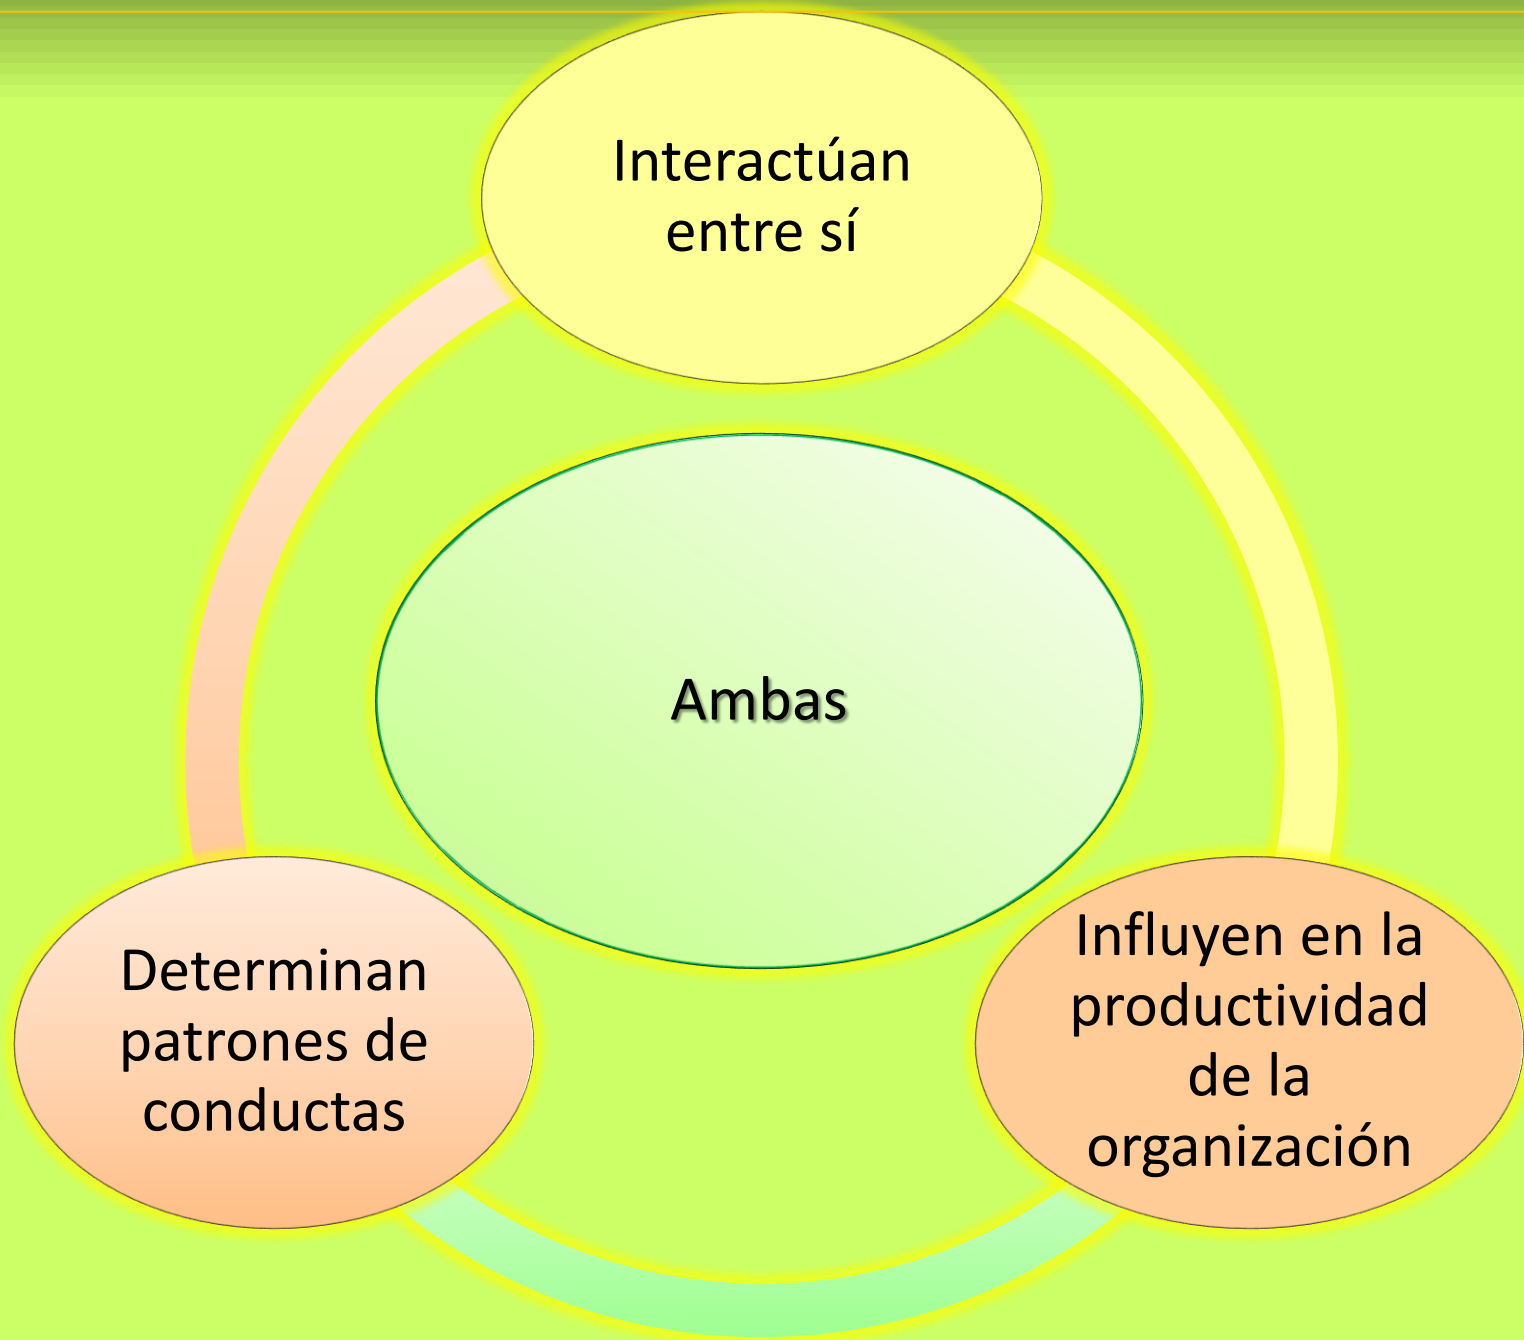 Interactúan
entre sí
Ambas
Determinan
patrones de
conductas
Influyen en la
productividad
de la
organización